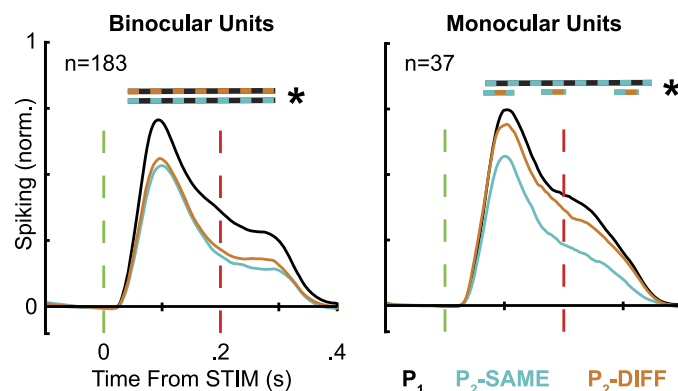 Binocular Units
Monocular Units
1
n=183
n=37
*
*
Spiking (norm.)
0
0 .2 .4
Time From STIM (s)
P1 P2-SAME P2-DIFF